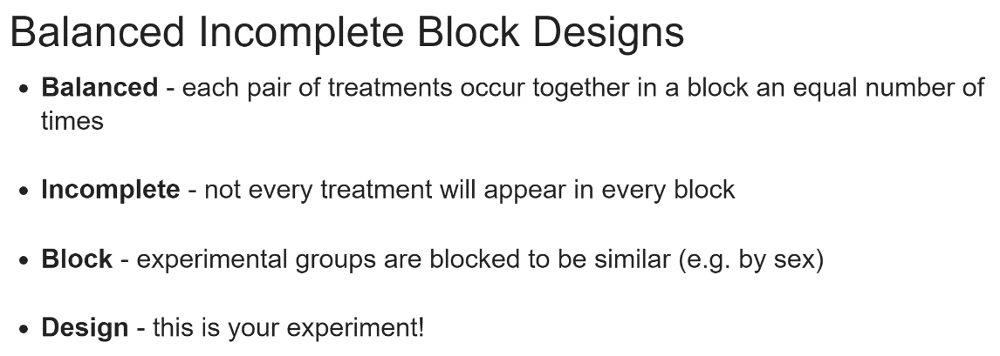 Balanced Incomplete Block Designs
• Balanced - each pair of treatments occur together in a block an equal number of
times
• Incomplete - not every treatment will appear in every block
• Block - experimental groups are blocked to be similar (e.g. by sex)
• Design - this is your experiment!